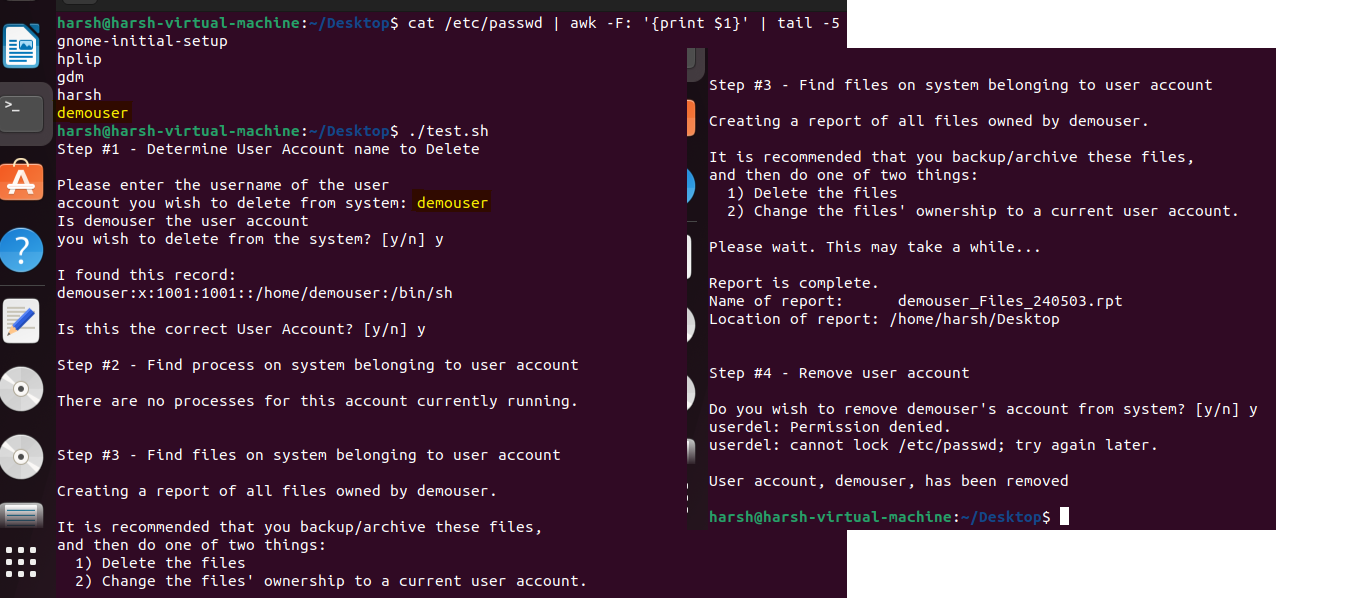 harsh@harsh-virtual-machine:~/Desktop$ cat /etc/passwd | awk -F: '{print $1}' | tail -5
gnome-initial-setup
hplip
gdm
harsh
demouser
harsh@harsh-virtual-machine:~/Desktop$ ./test.sh
Step #1 - Determine User Account name to Delete
Please enter the username of the user
account you wish to delete from system: demouser
Is demouser the user account
you wish to delete from the system? [y/n] y
I found this record:
demouser:x:1001:1001::/home/demouser:/bin/sh
Is this the correct User Account? [y/n] y
Step #2 - Find process on system belonging to user account
There are no processes for this account currently running.
Step #3 - Find files on system belonging to user account
Creating a report of all files owned by demouser.
It is recommended that you backup/archive these files,
and then do one of two things:
1) Delete the files
2) Change the files' ownership to a current user account.
Step #3 - Find files on system belonging to user account
Creating a report of all files owned by demouser.
It is recommended that you backup/archive these files,
and then do one of two things:
1) Delete the files
2) Change the files' ownership to a current user account.
Please wait. This may take a while...
Report is complete.
Name of report: demouser_Files_240503.rpt
Location of report: /home/harsh/Desktop
Step #4 - Remove user account
Do you wish to remove demouser's account from system? [y/n] y
userdel: Permission denied.
userdel: cannot lock /etc/passwd; try again later.
User account, demouser, has been removed
harsh@harsh-virtual-machine:~/Desktop$